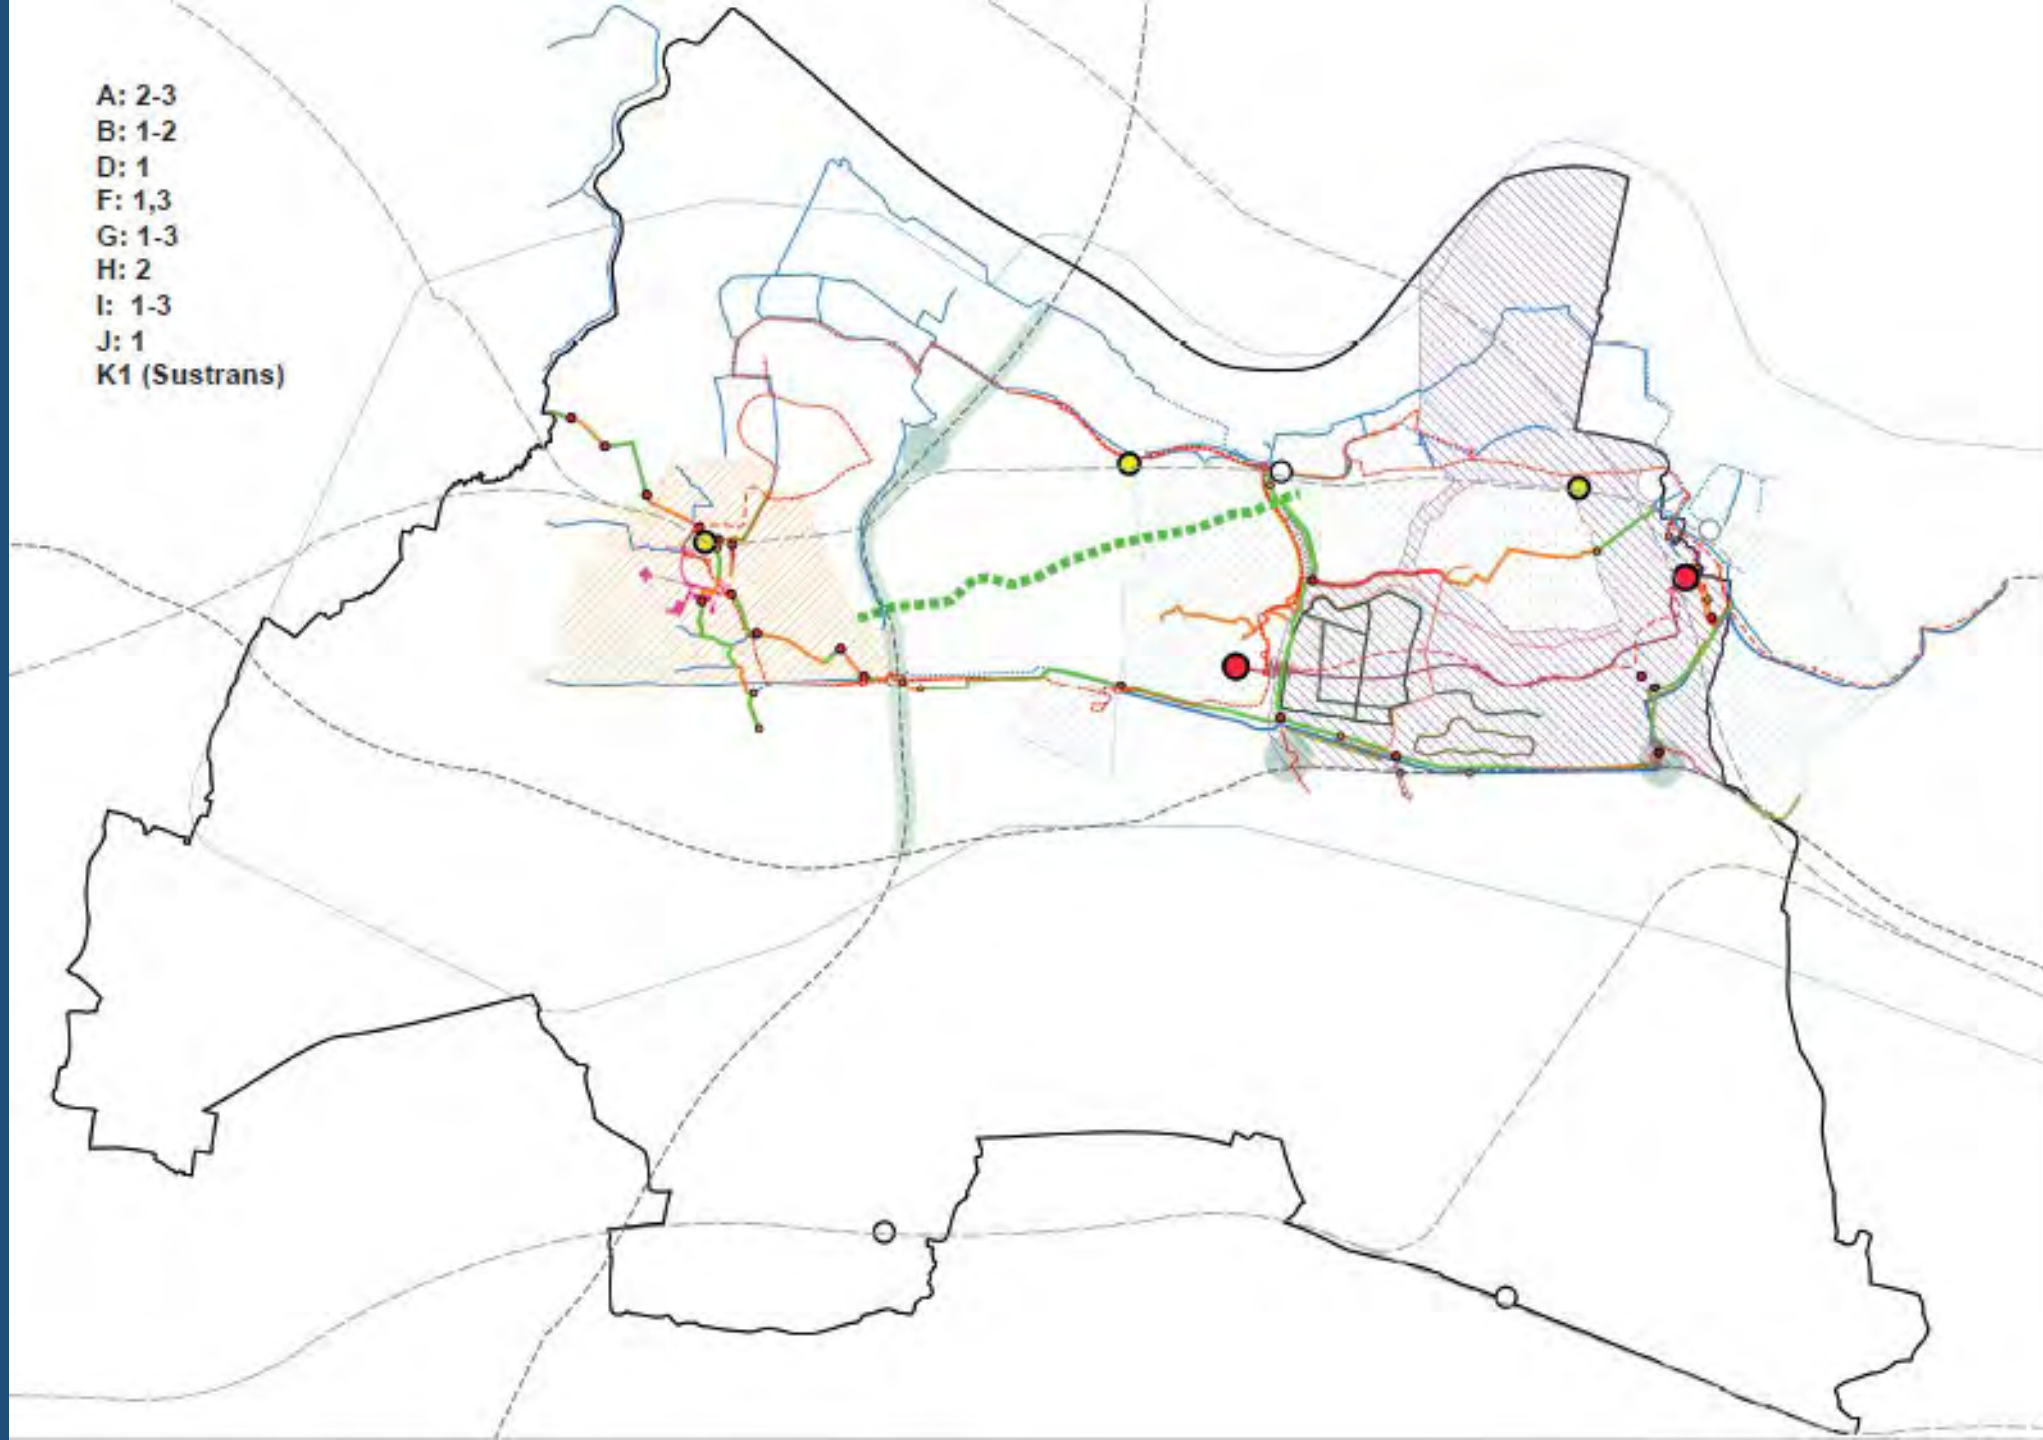 A: 2-3
B: 1-2
D: 1
F: 1,3
G: 1-3
H: 2
I: 1-3
J: 1
K1 (Sustrans)